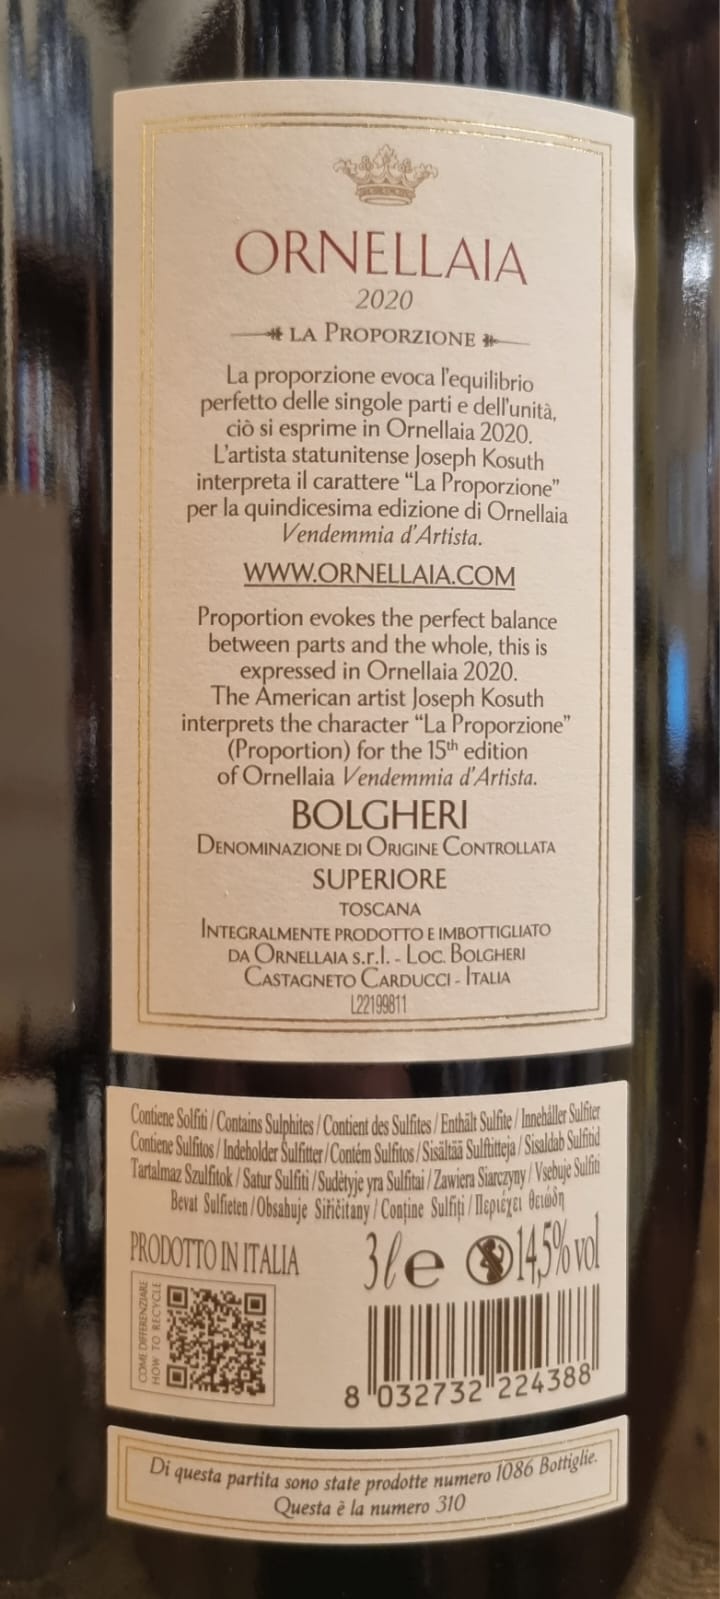 ORNELLAIA
2020
LA PROPORZIONE
La proporzione evoca l'equilibrio
perfetto delle singole parti e dell'unità,
ciò si esprime in Ornellaia 2020.
L'artista statunitense Joseph Kosuth
interpreta il carattere “La Proporzione”
per la quindicesima edizione di Ornellaia
Vendemmia d'Artista.
WWW.ORNELLAIA.COM
Proportion evokes the perfect balance
between parts and the whole, this is
expressed in Ornellaia 2020.
The American artist Joseph Kosuth
interprets the character “La Proporzione”
(Proportion) for the 15th edition
of Ornellaia Vendemmia d'Artista.
BOLGHERI
DENOMINAZIONE DI ORIGINE CONTROLLATA
SUPERIORE
TOSCANA
INTEGRALMENTE PRODOTTO E IMBOTTIGLIATO
DA ORNELLAIA s.r.l. - LOC. BOLGHERI
CASTAGNETO CARDUCCI - ITALIA
L22199811
Contiene Solfiti / Contains Sulphites / Contient des Sulfites / Enthält Sulfite / Innehåller Sulfiter
Contiene Sulfitos / Indeholder Sulfitter / Contém Sulfitos / Sisältää Sulfiitteja / Sisaldab Sulfitid
Tartalmaz Szulfitok / Satur Sulfiti / Sudėtyje yra Sulfitai / Zawiera Siarczyny / Vsebuje Sulfiti
Bevat Sulfieten / Obsahuje Siřičitany / Conține Sulfiți / Περιέχει θειώδη
PRODOTTO IN ITALIA
3 ℓ e 14,5% vol
COME DIFFERENZIARE
HOW TO RECYCLE
8 032732 224388
Di questa partita sono state prodotte numero 1086 Bottiglie.
Questa è la numero 310